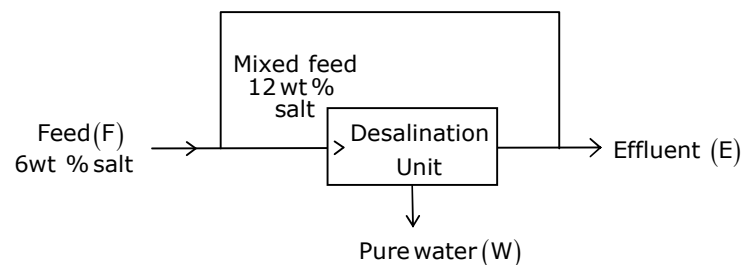 Mixed feed
12 wt %
salt
Feed (F)
6wt % salt
Desalination
Unit
Effluent (E)
Pure water (W)